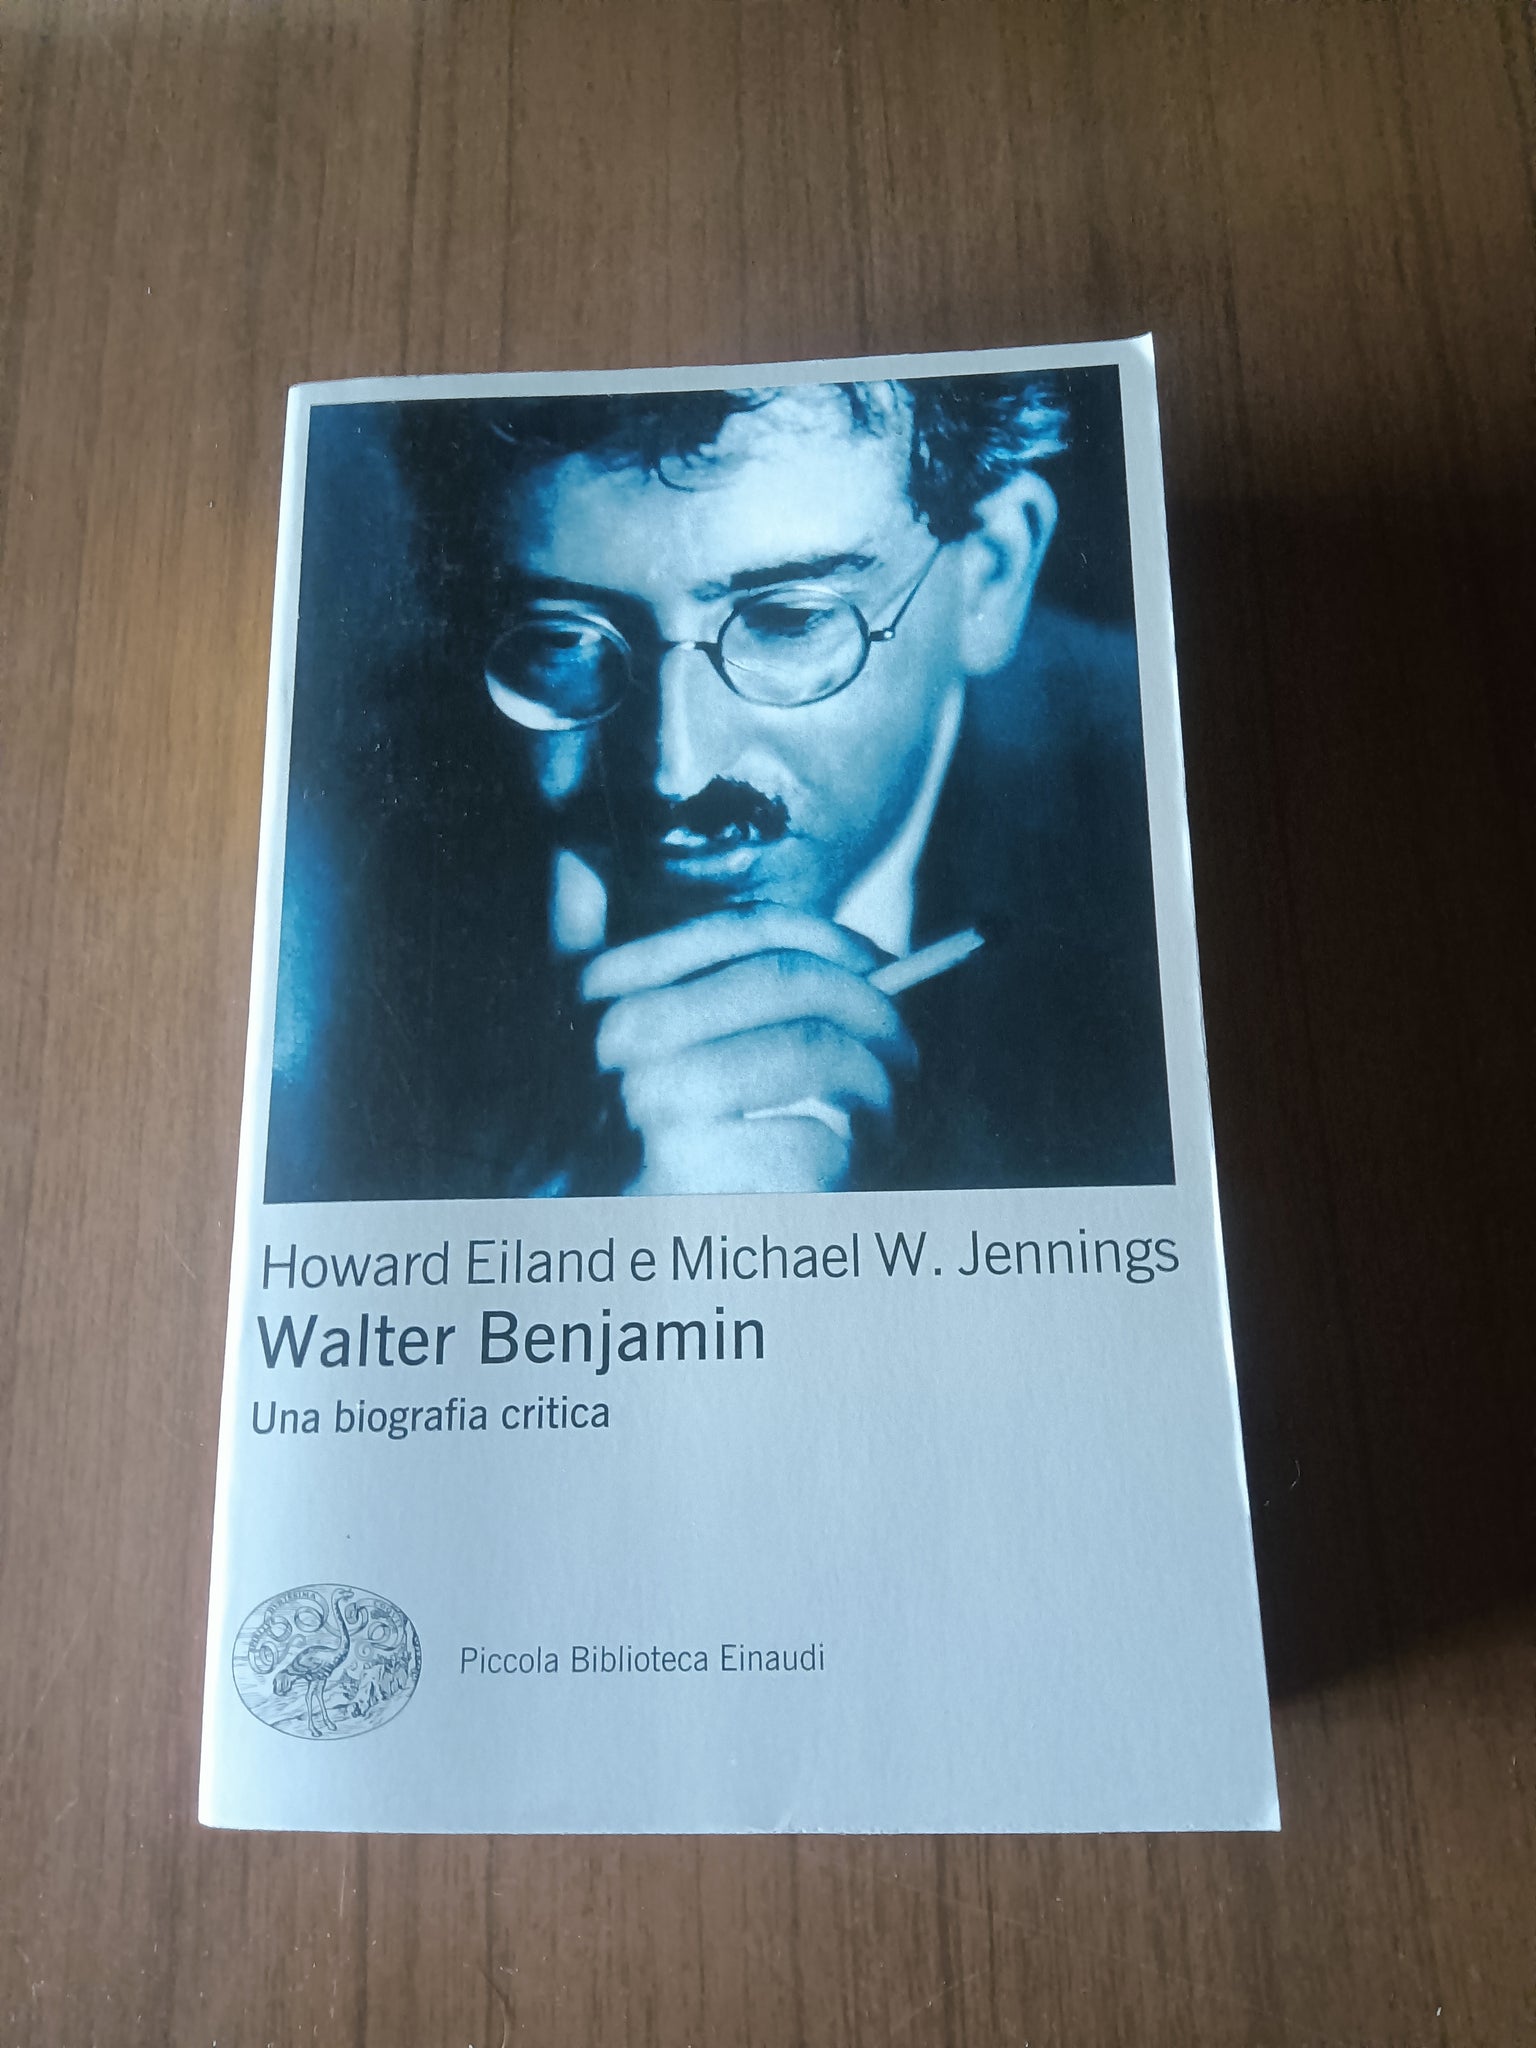 Howard Eiland e Michael W. Jennings
Walter Benjamin
Una biografia critica
Piccola Biblioteca Einaudi